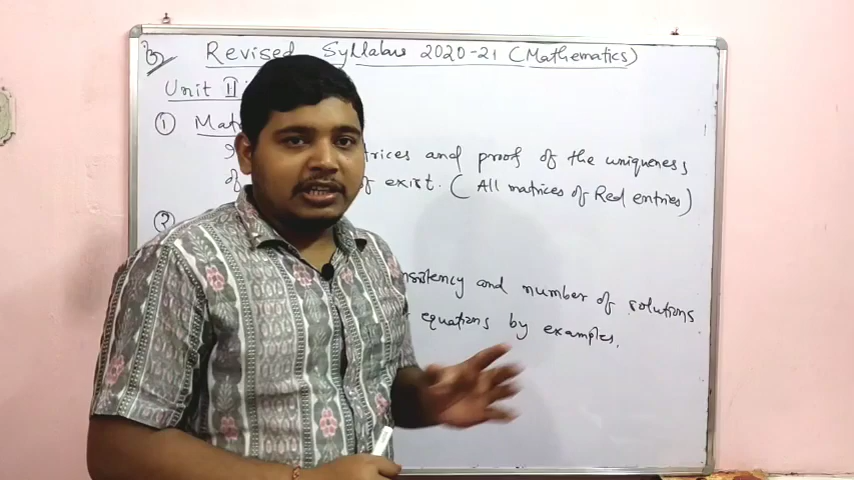 Revised Syllabus 2020-21 (Mathematics)
Unit II
① Mat
trices and proof of the uniqueness
of f exist. (All matrices of Real entries)
②
nsistency and number of solutions
equations by examples.